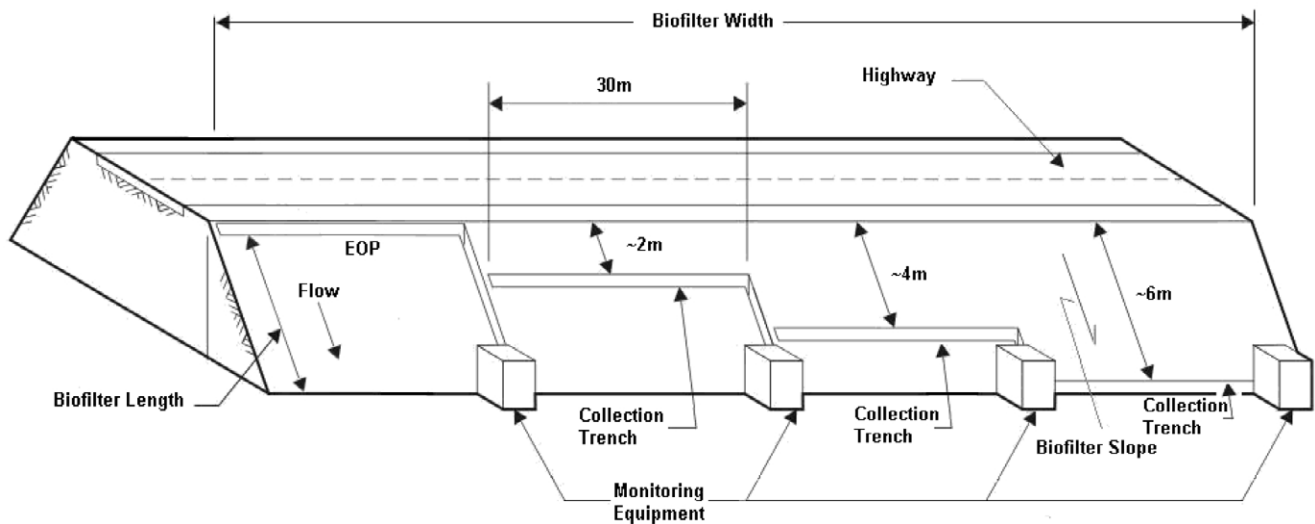 Biofilter Width
Highway
30m
EOP
~2m
~4m
~6m
Flow
Biofilter Length
Collection
Trench
Collection
Trench
Collection
Trench
Biofilter Slope
Monitoring
Equipment